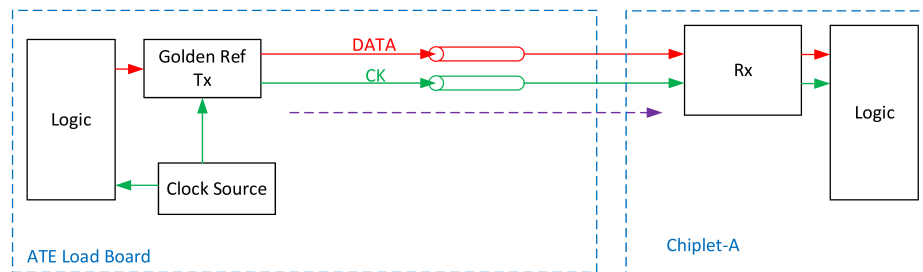 Logic
Golden Ref
Tx
DATA
CK
Clock Source
ATE Load Board
Rx
Logic
Chiplet-A